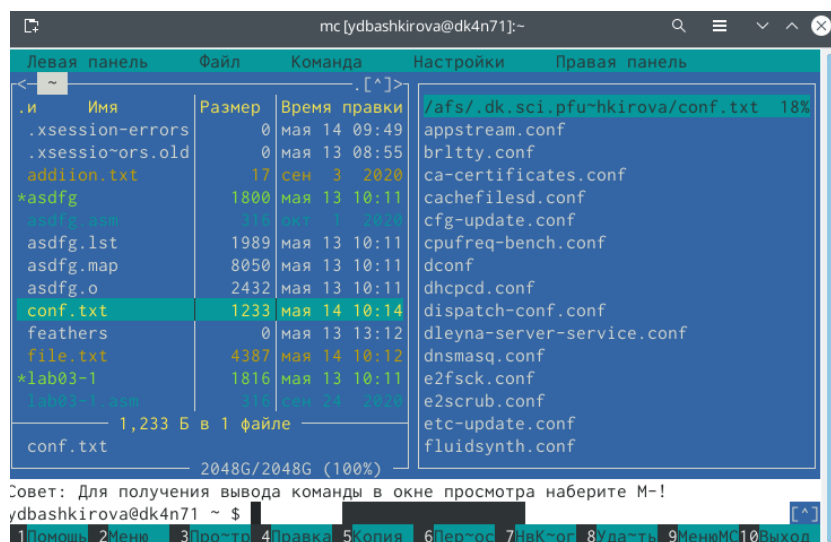 mc [ydbashkirova@dk4n71]:~
Левая панель Файл Команда Настройки Правая панель
<- ~ .[^]>
.и Имя Размер Время правки
.xsession-errors 0 мая 14 09:49
.xsessio~ors.old 0 мая 13 08:55
addiion.txt 17 сен 3 2020
*asdfg 1800 мая 13 10:11
asdfg.asm 316 окт 1 2020
asdfg.lst 1989 мая 13 10:11
asdfg.map 8050 мая 13 10:11
asdfg.o 2432 мая 13 10:11
conf.txt 1233 мая 14 10:14
feathers 0 мая 13 13:12
file.txt 4387 мая 14 10:12
*lab03-1 1816 мая 13 10:11
lab03-1.asm 316 сен 24 2020
1,233 Б в 1 файле
conf.txt
2048G/2048G (100%)
/afs/.dk.sci.pfu~hkirova/conf.txt 18%
appstream.conf
brltty.conf
ca-certificates.conf
cachefilesd.conf
cfg-update.conf
cpufreq-bench.conf
dconf
dhcpcd.conf
dispatch-conf.conf
dleyna-server-service.conf
dnsmasq.conf
e2fsck.conf
e2scrub.conf
etc-update.conf
fluidsynth.conf
Совет: Для получения вывода команды в окне просмотра наберите M-!
ydbashkirova@dk4n71 ~ $ [^]
1Помощь 2Меню 3Про~тр 4Правка 5Копия 6Пер~ос 7НвК~ог 8Уда~ть 9МенюMC 10Выход